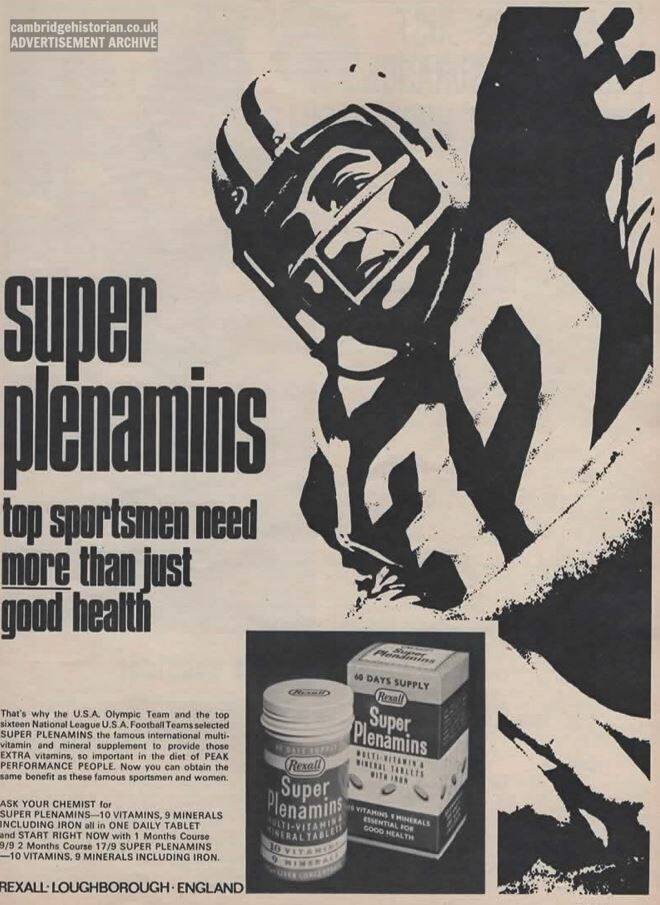 cambridgehistorian.co.uk
ADVERTISEMENT ARCHIVE
super
plenamins
top sportsmen need
more than just
good health
That's why the U.S.A. Olympic Team and the top
sixteen National League U.S.A. Football Teams selected
SUPER PLENAMINS the famous international multi-
vitamin and mineral supplement to provide those
EXTRA vitamins, so important in the diet of PEAK
PERFORMANCE PEOPLE. Now you can obtain the
same benefit as these famous sportsmen and women.
ASK YOUR CHEMIST for
SUPER PLENAMINS—10 VITAMINS, 9 MINERALS
INCLUDING IRON all in ONE DAILY TABLET
and START RIGHT NOW with 1 Months Course
9/9 2 Months Course 17/9 SUPER PLENAMINS
—10 VITAMINS, 9 MINERALS INCLUDING IRON.
REXALL· LOUGHBOROUGH · ENGLAND
Rexall
60 DAYS SUPPLY
Rexall
Super
Plenamins
MULTI-VITAMIN &
MINERAL TABLETS
10 VITAMINS
9 MINERALS
Super
Plenamins
60 DAYS SUPPLY
Rexall
Super
Plenamins
MULTI-VITAMIN &
MINERAL TABLETS
WITH IRON
10 VITAMINS 9 MINERALS
ESSENTIAL FOR
GOOD HEALTH